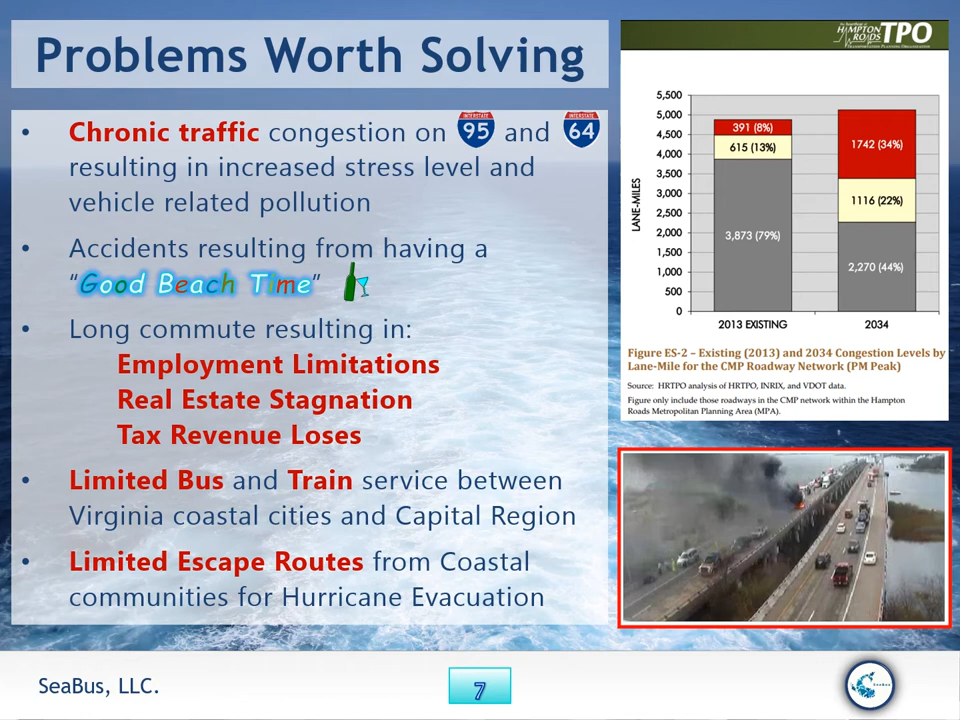 Problems Worth Solving
• Chronic traffic congestion on INTERSTATE 95 and INTERSTATE 64
resulting in increased stress level and
vehicle related pollution
• Accidents resulting from having a
“Good Beach Time”
• Long commute resulting in:
Employment Limitations
Real Estate Stagnation
Tax Revenue Loses
• Limited Bus and Train service between
Virginia coastal cities and Capital Region
• Limited Escape Routes from Coastal
communities for Hurricane Evacuation
HAMPTON
ROADS TPO
TRANSPORTATION PLANNING ORGANIZATION
LANE-MILES
5,500
5,000
4,500
4,000
3,500
3,000
2,500
2,000
1,500
1,000
500
0
391 (8%)
615 (13%)
3,873 (79%)
1742 (34%)
1116 (22%)
2,270 (44%)
2013 EXISTING
2034
Figure ES-2 – Existing (2013) and 2034 Congestion Levels by
Lane-Mile for the CMP Roadway Network (PM Peak)
Source: HRTPO analysis of HRTPO, INRIX, and VDOT data.
Figure only include those roadways in the CMP network within the Hampton
Roads Metropolitan Planning Area (MPA).
SeaBus, LLC.
7
SeaBus